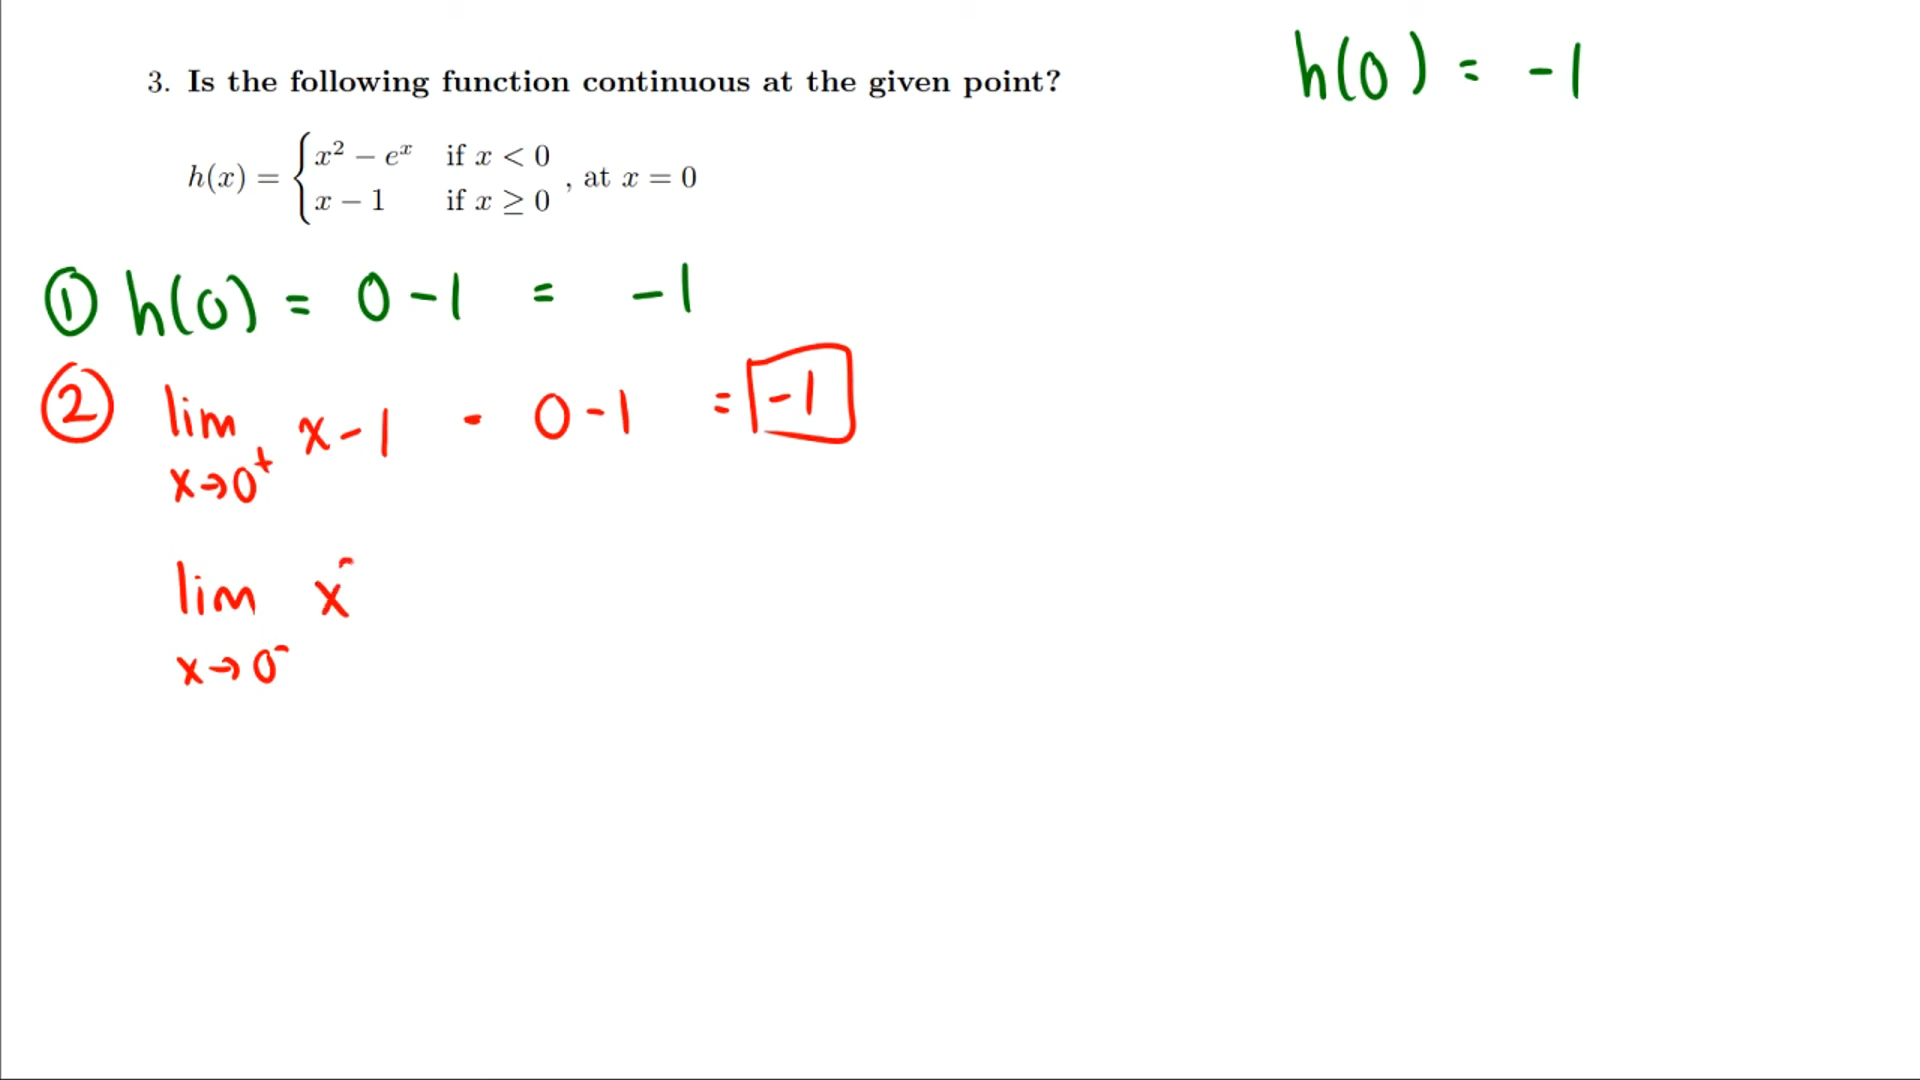 3. Is the following function continuous at the given point?
h(0) = -1
h(x) = { x² − eˣ if x < 0
x − 1 if x ≥ 0 , at x = 0
① h(0) = 0 - 1 = -1
② lim x→0⁺ x - 1 - 0 - 1 = -1
lim x→0⁻ x